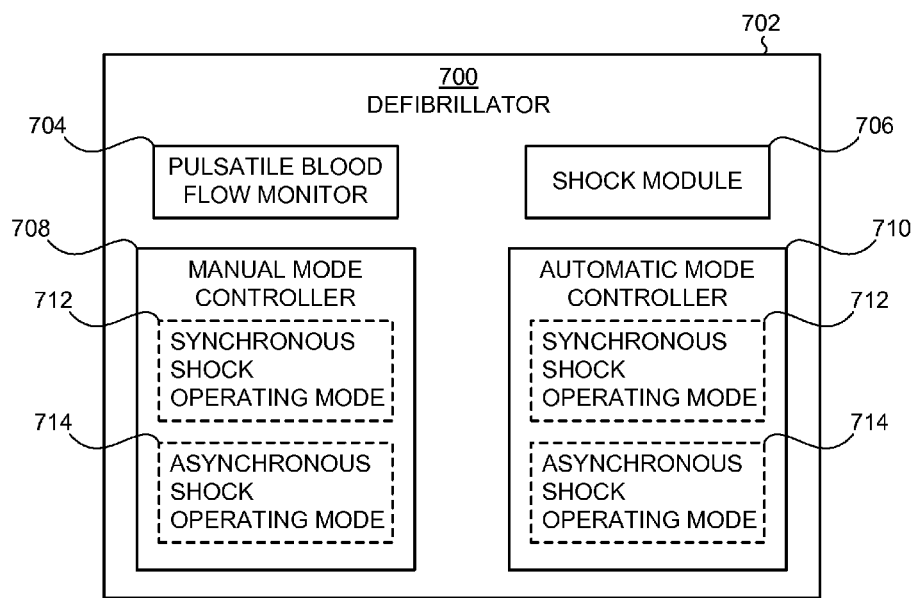 702
700
DEFIBRILLATOR
704
706
PULSATILE BLOOD
FLOW MONITOR
SHOCK MODULE
708
710
MANUAL MODE
CONTROLLER
712
SYNCHRONOUS
SHOCK
OPERATING MODE
714
ASYNCHRONOUS
SHOCK
OPERATING MODE
AUTOMATIC MODE
CONTROLLER
712
SYNCHRONOUS
SHOCK
OPERATING MODE
714
ASYNCHRONOUS
SHOCK
OPERATING MODE